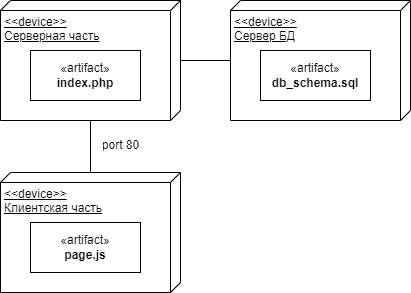 <<device>>
Серверная часть
«artifact»
index.php
<<device>>
Сервер БД
«artifact»
db_schema.sql
port 80
<<device>>
Клиентская часть
«artifact»
page.js